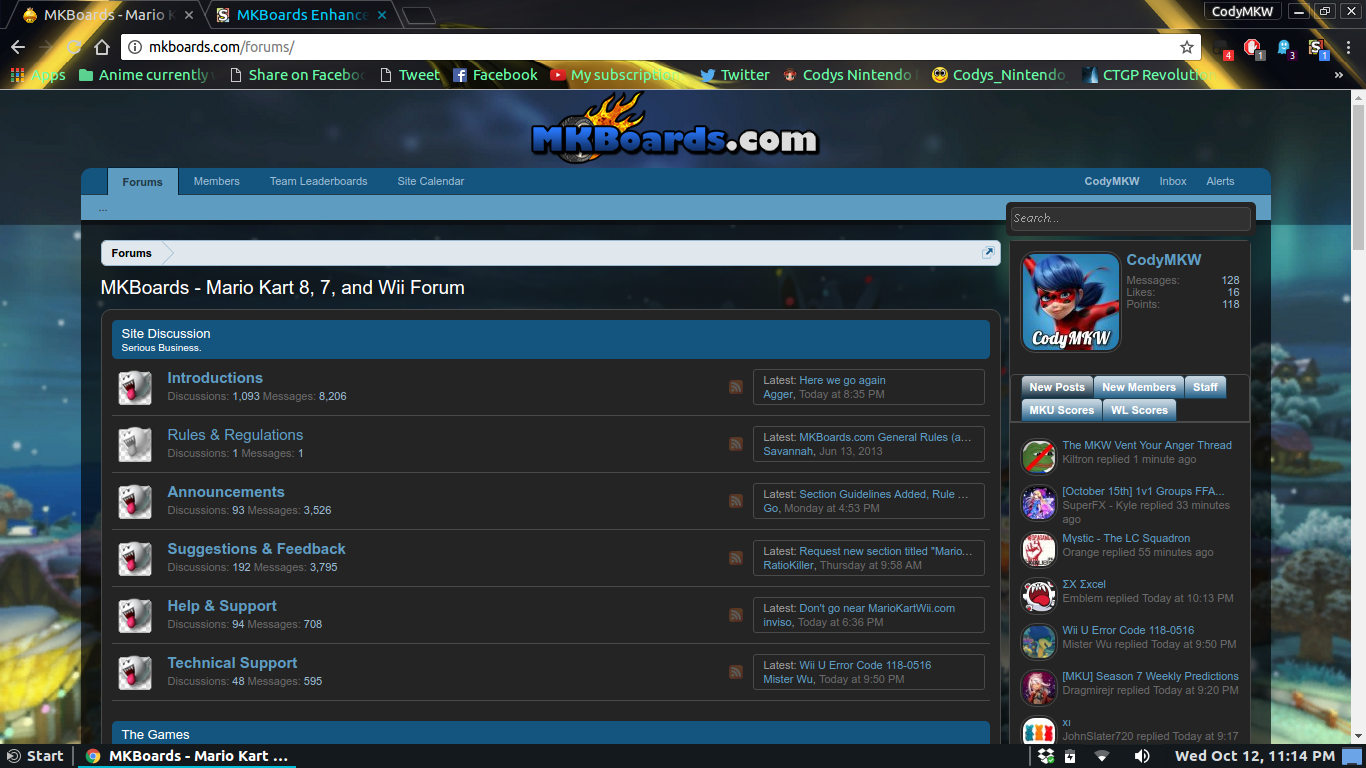 MKBoards - Mario K
MKBoards Enhance
CodyMKW
mkboards.com/forums/
4
1
3
1
Apps
Anime currently
Share on Facebo
Tweet
Facebook
My subscription
Twitter
Codys Nintendo
Codys_Nintendo
CTGP Revolution
»
MKBoards.com
Forums
Members
Team Leaderboards
Site Calendar
CodyMKW
Inbox
Alerts
...
Search...
Forums
MKBoards - Mario Kart 8, 7, and Wii Forum
Site Discussion
Serious Business.
Introductions
Discussions: 1,093 Messages: 8,206
Latest: Here we go again
Agger, Today at 8:35 PM
Rules & Regulations
Discussions: 1 Messages: 1
Latest: MKBoards.com General Rules (a...
Savannah, Jun 13, 2013
Announcements
Discussions: 93 Messages: 3,526
Latest: Section Guidelines Added, Rule ...
Go, Monday at 4:53 PM
Suggestions & Feedback
Discussions: 192 Messages: 3,795
Latest: Request new section titled "Mario...
RatioKiller, Thursday at 9:58 AM
Help & Support
Discussions: 94 Messages: 708
Latest: Don't go near MarioKartWii.com
inviso, Today at 6:36 PM
Technical Support
Discussions: 48 Messages: 595
Latest: Wii U Error Code 118-0516
Mister Wu, Today at 9:50 PM
The Games
CodyMKW
CodyMKW
Messages: 128
Likes: 16
Points: 118
New Posts
New Members
Staff
MKU Scores
WL Scores
The MKW Vent Your Anger Thread
Kiltron replied 1 minute ago
[October 15th] 1v1 Groups FFA...
SuperFX - Kyle replied 33 minutes
ago
Mγstic - The LC Squadron
Orange replied 55 minutes ago
ΣX Σxcel
Emblem replied Today at 10:13 PM
Wii U Error Code 118-0516
Mister Wu replied Today at 9:50 PM
[MKU] Season 7 Weekly Predictions
Dragmirejr replied Today at 9:20 PM
xı
JohnSlater720 replied Today at 9:17
Start
MKBoards - Mario Kart ...
Wed Oct 12, 11:14 PM